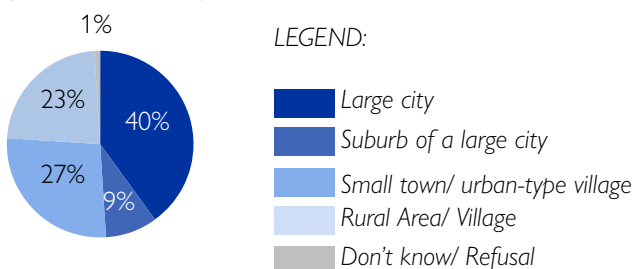 1%
LEGEND:
23%
40%
Large city
Suburb of a large city
27%
Small town/ urban-type village
9%
Rural Area/ Village
Don't know/ Refusal